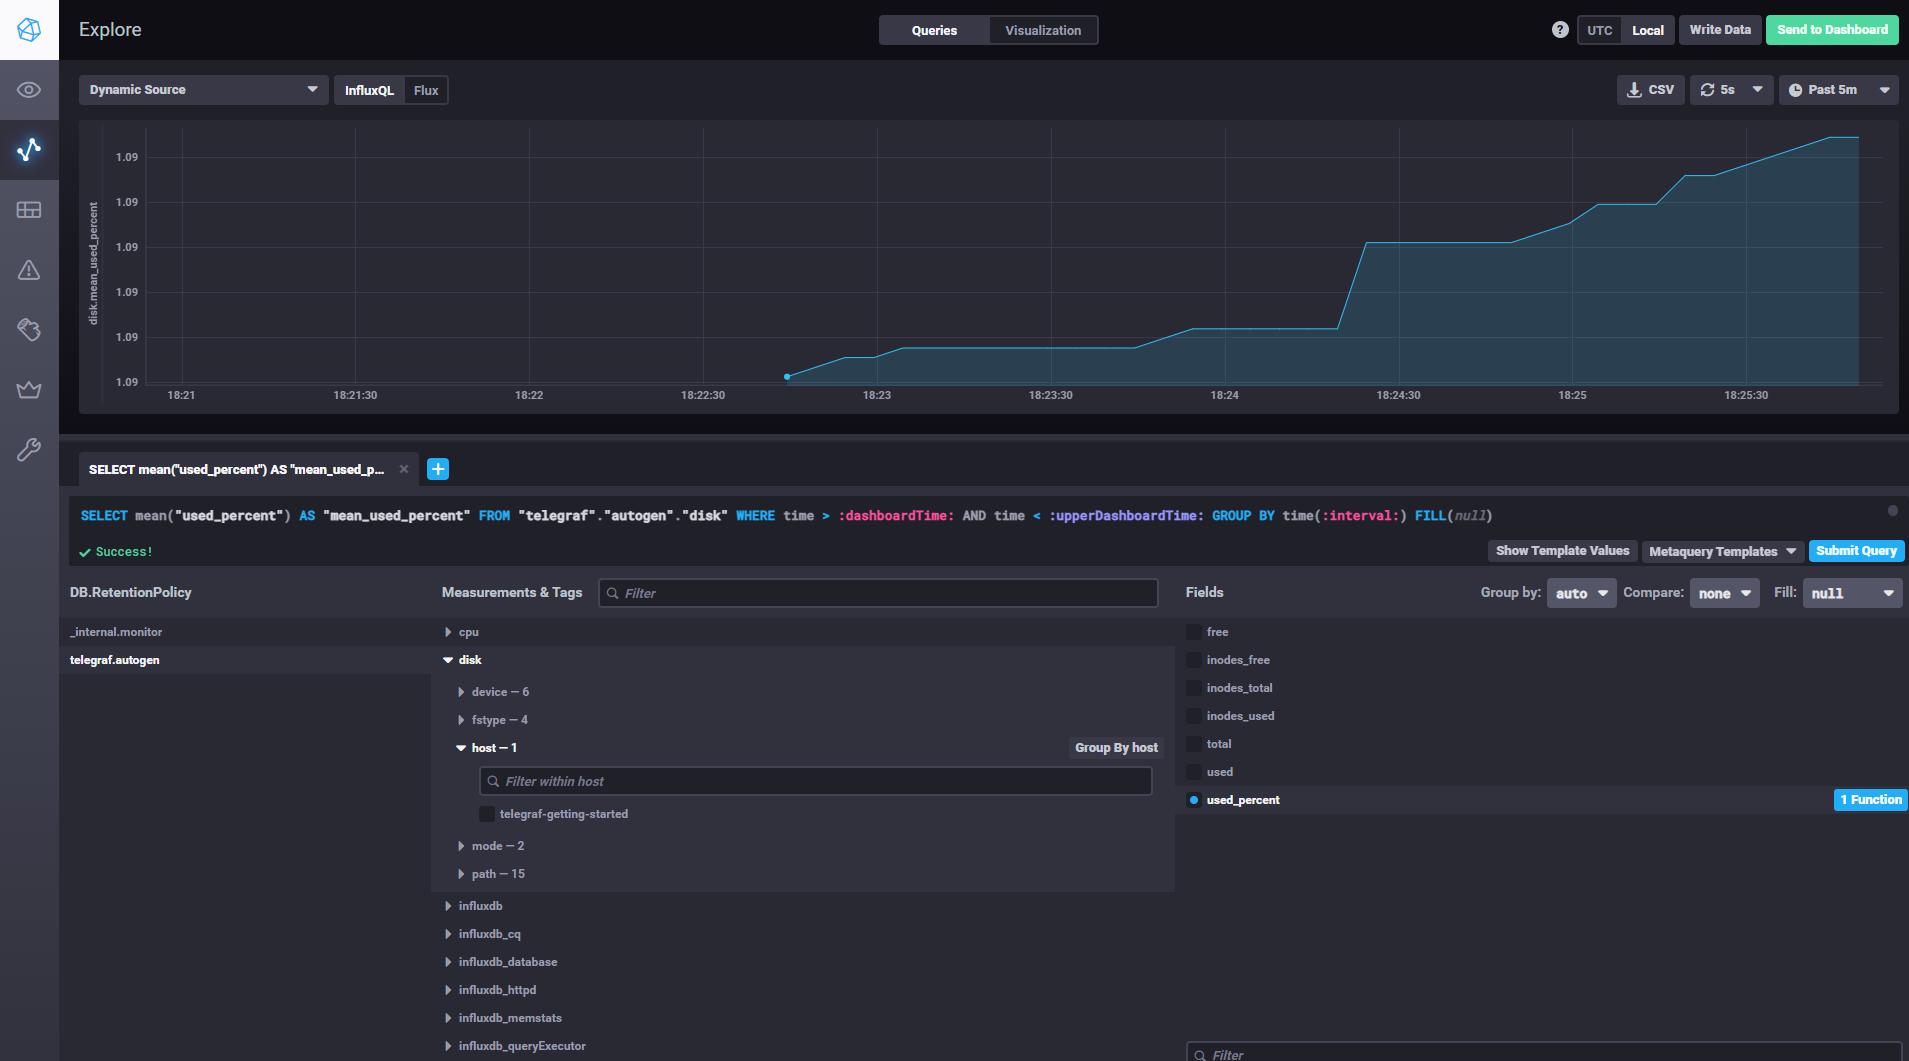 Explore
Queries
Visualization
?
UTC
Local
Write Data
Send to Dashboard
Dynamic Source
InfluxQL
Flux
CSV
5s
Past 5m
disk.mean_used_percent
1.09
1.09
1.09
1.09
1.09
1.09
18:21
18:21:30
18:22
18:22:30
18:23
18:23:30
18:24
18:24:30
18:25
18:25:30
SELECT mean("used_percent") AS "mean_used_p...
SELECT mean("used_percent") AS "mean_used_percent" FROM "telegraf"."autogen"."disk" WHERE time > :dashboardTime: AND time < :upperDashboardTime: GROUP BY time(:interval:) FILL(null)
Success!
Show Template Values
Metaquery Templates
Submit Query
DB.RetentionPolicy
_internal.monitor
telegraf.autogen
Measurements & Tags
Filter
cpu
disk
device — 6
fstype — 4
host — 1
Group By host
Filter within host
telegraf-getting-started
mode — 2
path — 15
influxdb
influxdb_cq
influxdb_database
influxdb_httpd
influxdb_memstats
influxdb_queryExecutor
Fields
Group by:
auto
Compare:
none
Fill:
null
free
inodes_free
inodes_total
inodes_used
total
used
used_percent
1 Function
Filter